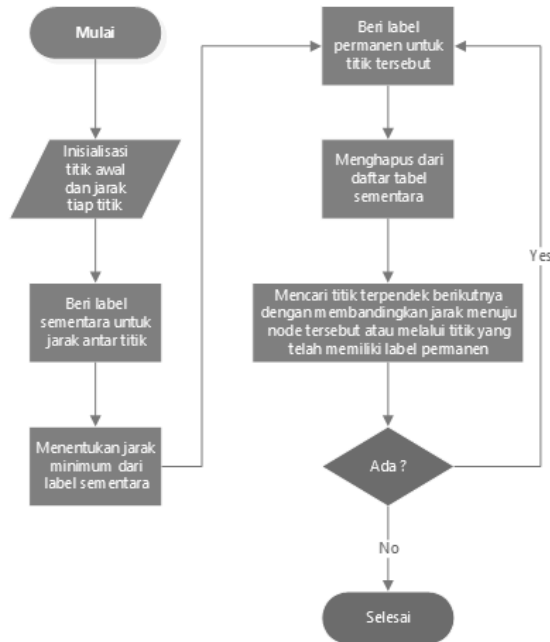 Mulai
Inisialisasi
titik awal
dan jarak
tiap titik
Beri label
sementara untuk
jarak antar titik
Menentukan jarak
minimum dari
label sementara
Beri label
permanen untuk
titik tersebut
Menghapus dari
daftar tabel
sementara
Mencari titik terpendek berikutnya
dengan membandingkan jarak menuju
node tersebut atau melalui titik yang
telah memiliki label permanen
Ada ?
Yes
No
Selesai